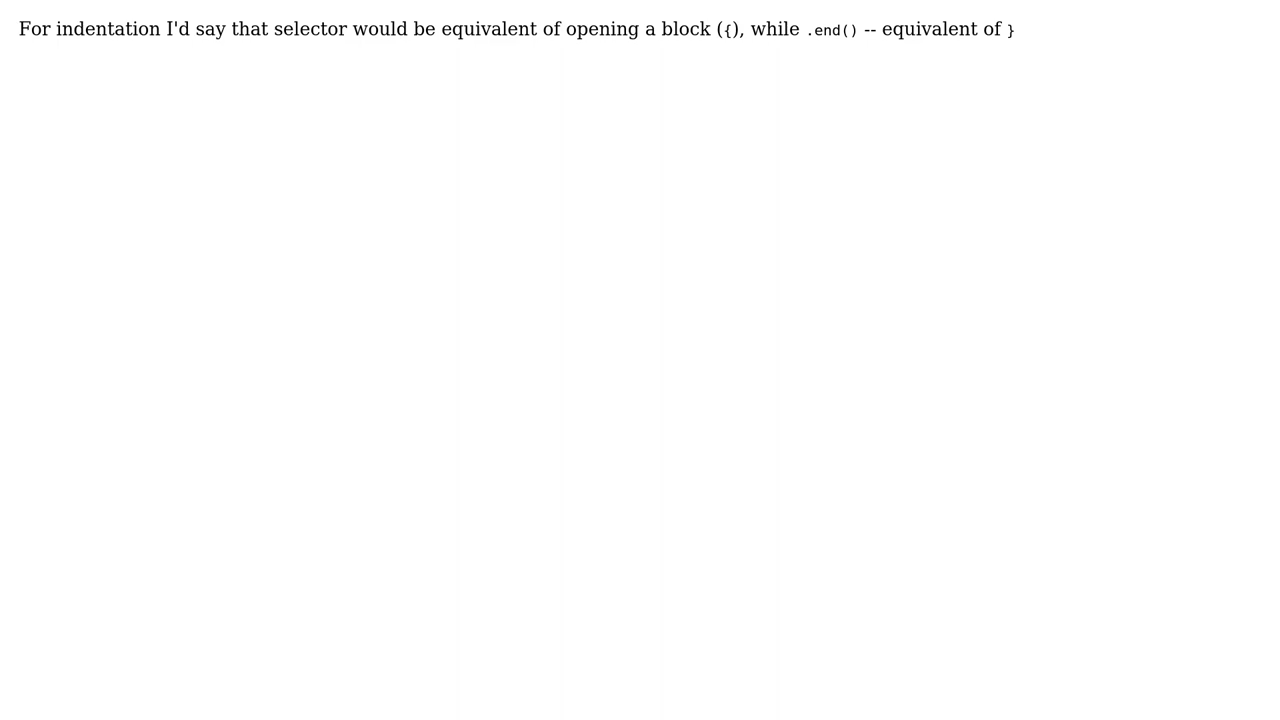 For indentation I'd say that selector would be equivalent of opening a block ({), while .end() -- equivalent of }